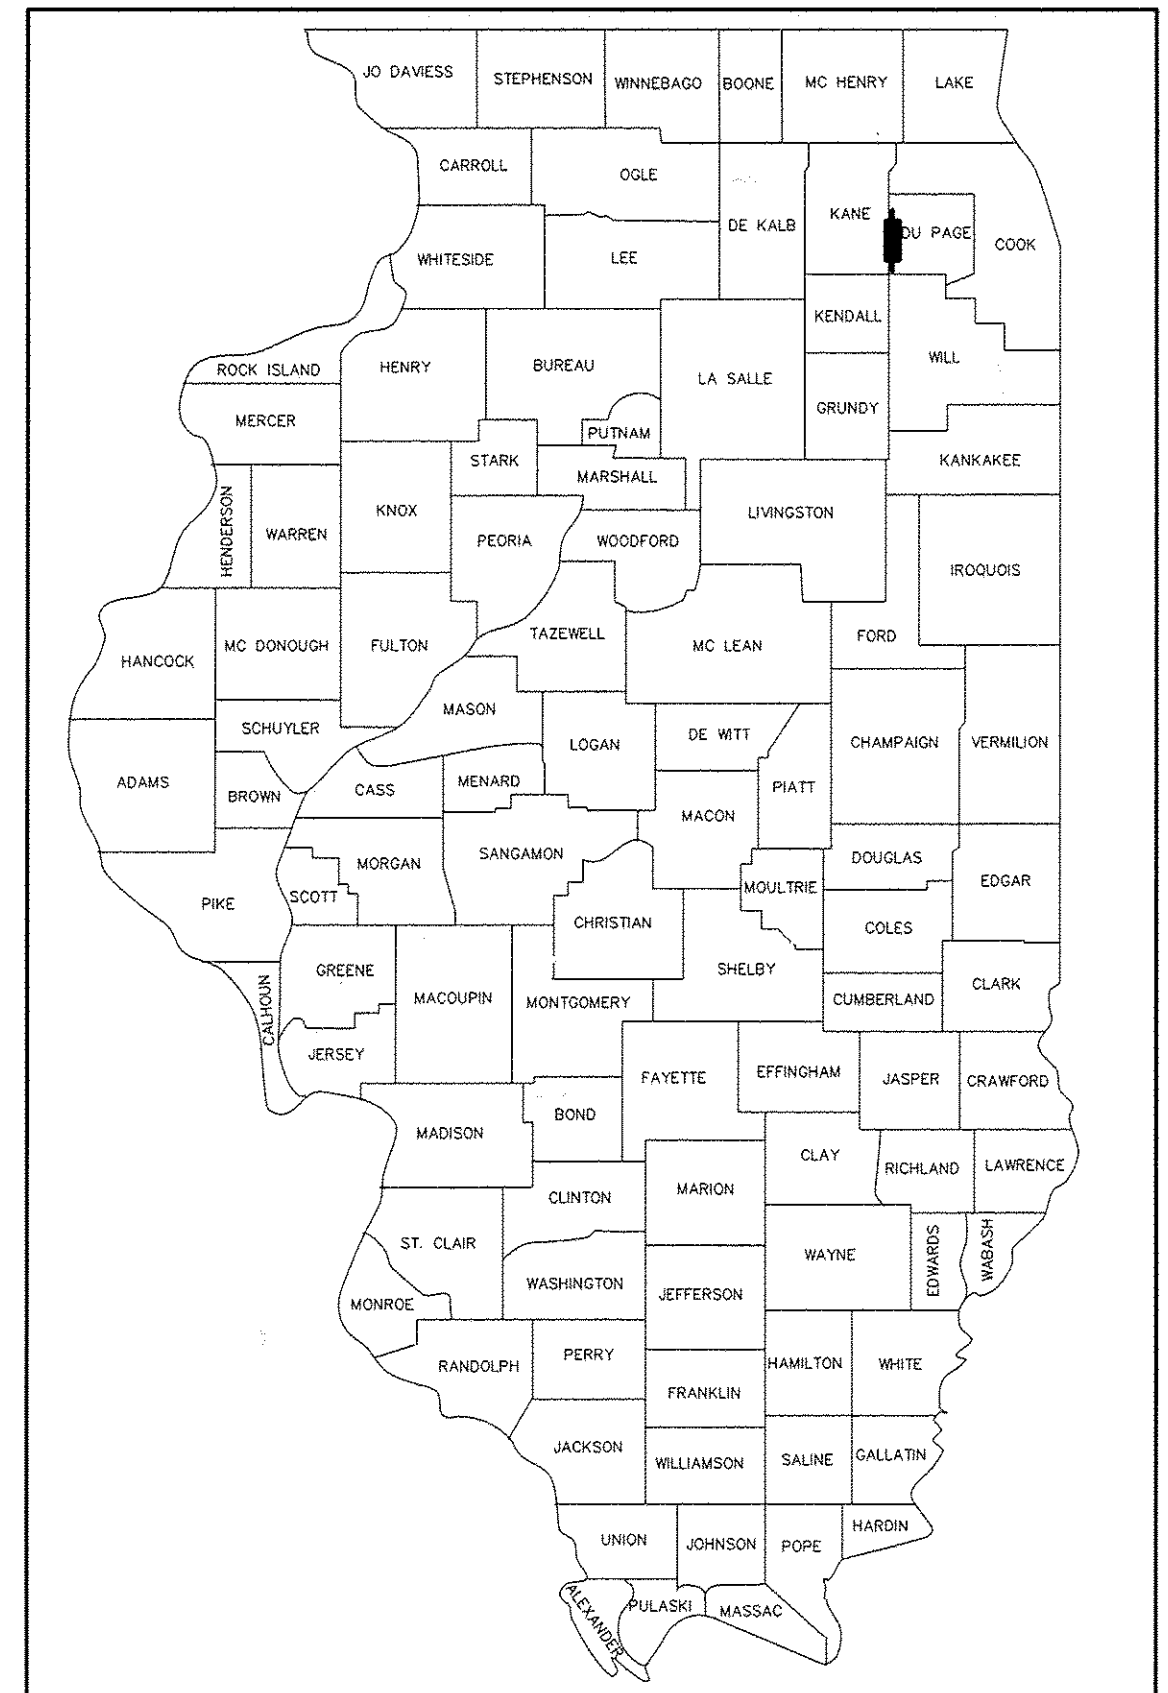 JO DAVIESS
STEPHENSON
WINNEBAGO
BOONE
MC HENRY
LAKE
CARROLL
OGLE
DE KALB
KANE
DU PAGE
COOK
WHITESIDE
LEE
KENDALL
ROCK ISLAND
HENRY
BUREAU
LA SALLE
WILL
GRUNDY
MERCER
PUTNAM
STARK
MARSHALL
KANKAKEE
HENDERSON
WARREN
KNOX
PEORIA
WOODFORD
LIVINGSTON
IROQUOIS
HANCOCK
MC DONOUGH
FULTON
TAZEWELL
MC LEAN
FORD
SCHUYLER
MASON
LOGAN
DE WITT
CHAMPAIGN
VERMILION
ADAMS
BROWN
CASS
MENARD
PIATT
MACON
PIKE
SCOTT
MORGAN
SANGAMON
CHRISTIAN
MOULTRIE
DOUGLAS
EDGAR
COLES
SHELBY
CALHOUN
GREENE
MACOUPIN
MONTGOMERY
CUMBERLAND
CLARK
JERSEY
FAYETTE
EFFINGHAM
JASPER
CRAWFORD
MADISON
BOND
CLAY
RICHLAND
LAWRENCE
CLINTON
MARION
ST. CLAIR
WAYNE
EDWARDS
WABASH
WASHINGTON
JEFFERSON
MONROE
RANDOLPH
PERRY
HAMILTON
WHITE
FRANKLIN
JACKSON
WILLIAMSON
SALINE
GALLATIN
UNION
JOHNSON
POPE
HARDIN
ALEXANDER
PULASKI
MASSAC